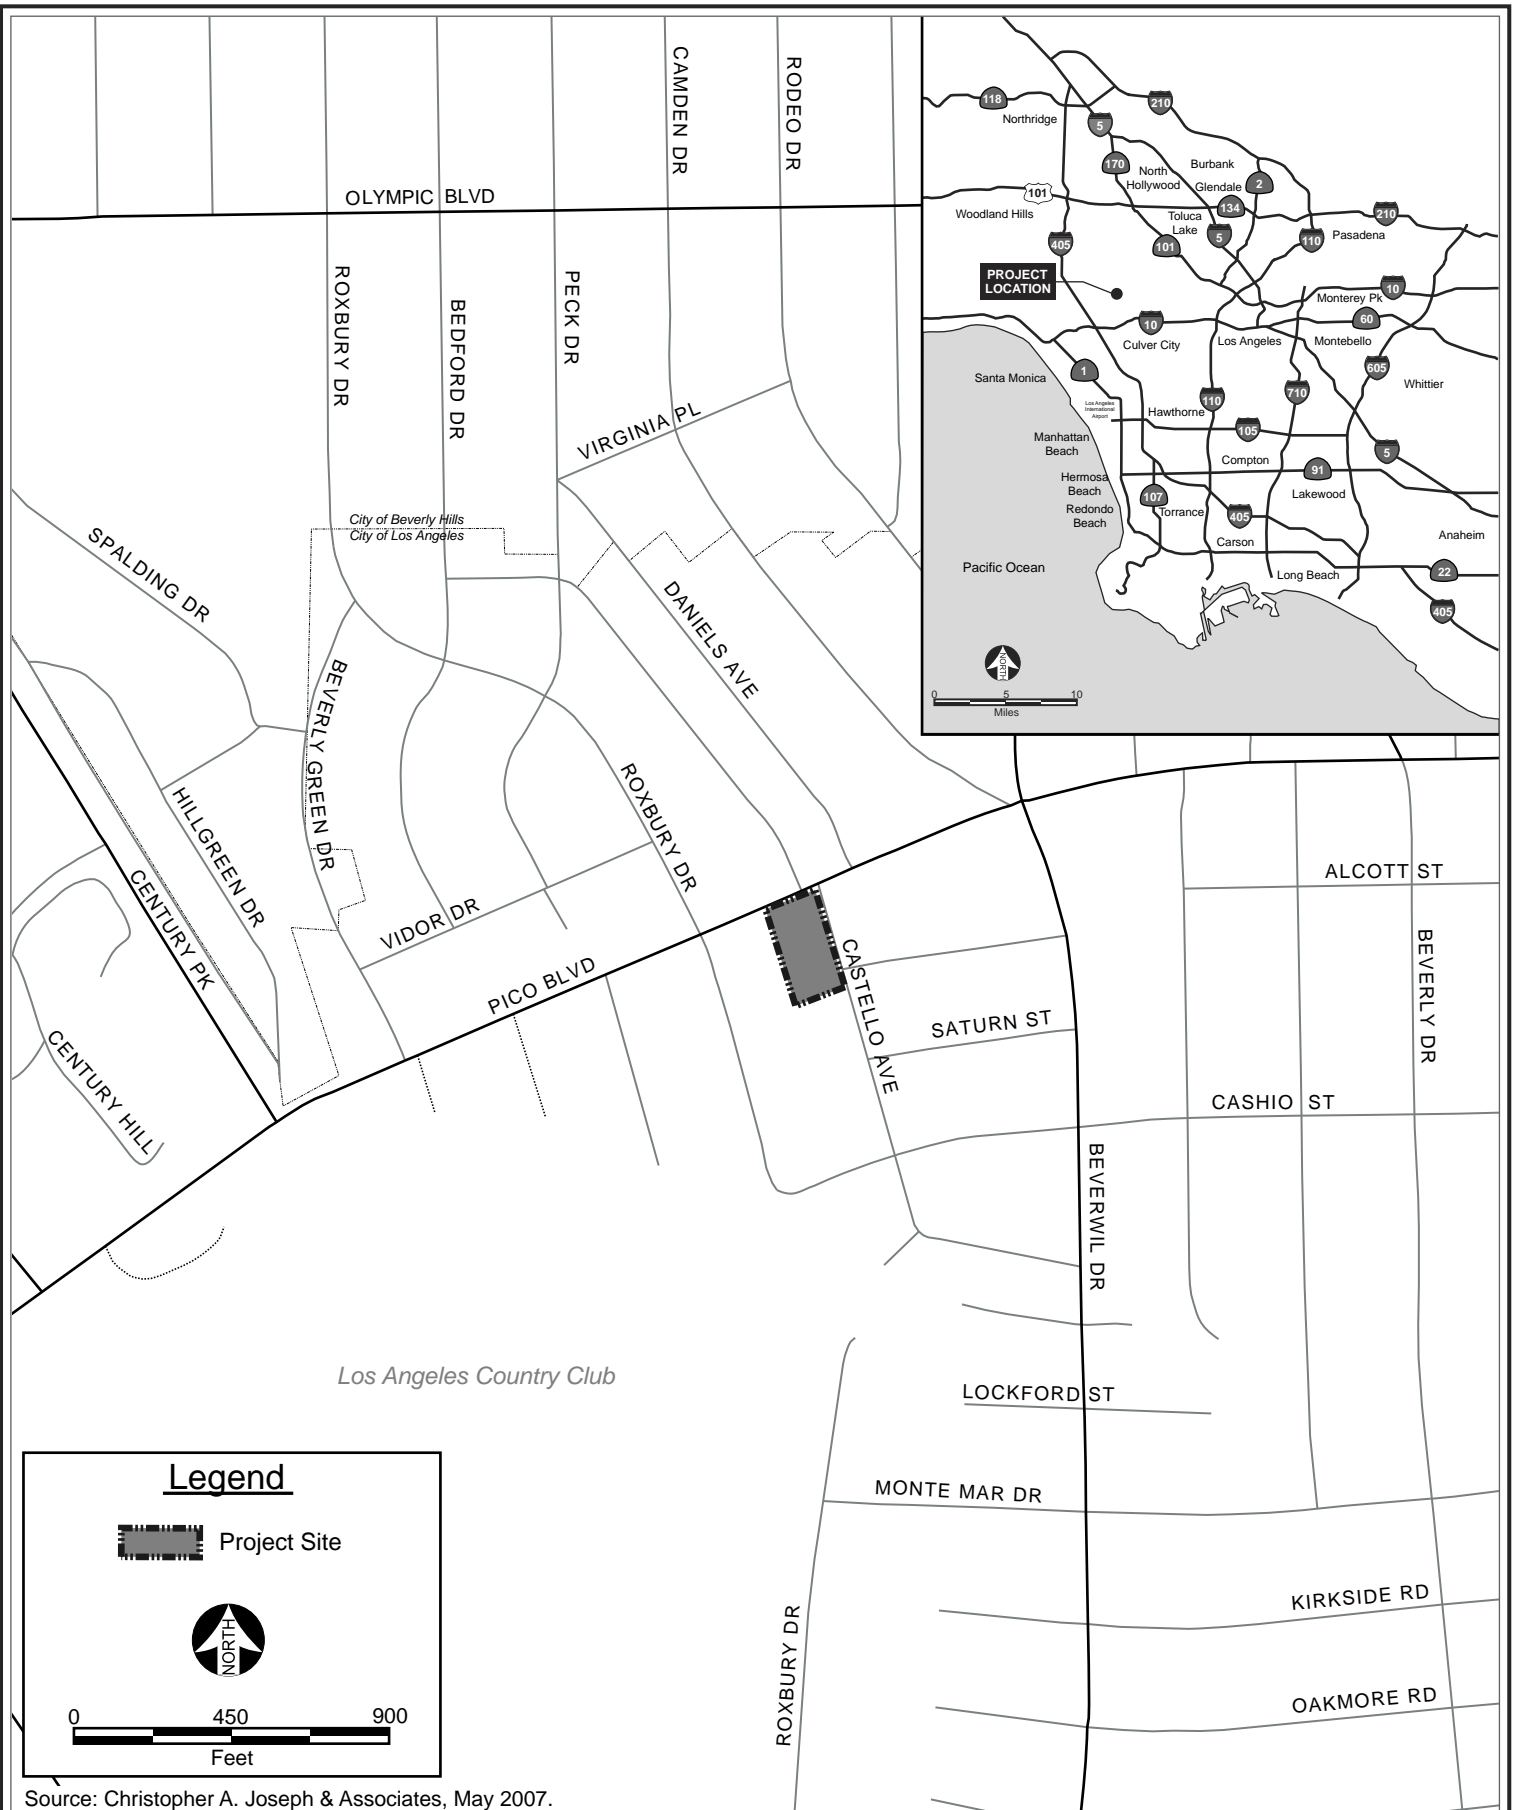 CAMDEN DR
RODEO DR
OLYMPIC BLVD
ROXBURY DR
BEDFORD DR
PECK DR
VIRGINIA PL
City of Beverly Hills
City of Los Angeles
SPALDING DR
DANIELS AVE
BEVERLY GREEN DR
HILLGREEN DR
ROXBURY DR
CENTURY PK
VIDOR DR
PICO BLVD
CENTURY HILL
CASTELLO AVE
SATURN ST
ALCOTT ST
BEVERLY DR
CASHIO ST
BEVERWIL DR
Los Angeles Country Club
LOCKFORD ST
MONTE MAR DR
KIRKSIDE RD
ROXBURY DR
OAKMORE RD
118
210
Northridge
5
170
North
Hollywood
Burbank
Glendale
2
101
134
Woodland Hills
Toluca
Lake
210
405
101
5
110
Pasadena
PROJECT
LOCATION
10
Monterey Pk
10
60
Culver City
Los Angeles
Montebello
Santa Monica
1
605
Whittier
Los Angeles
International
Airport
Hawthorne
110
710
105
Manhattan
Beach
5
Compton
91
Hermosa
Beach
107
Lakewood
Redondo
Beach
Torrance
405
Carson
Anaheim
Pacific Ocean
Long Beach
22
405
NORTH
0 5 10
Miles
Legend
Project Site
NORTH
0 450 900
Feet
Source: Christopher A. Joseph & Associates, May 2007.